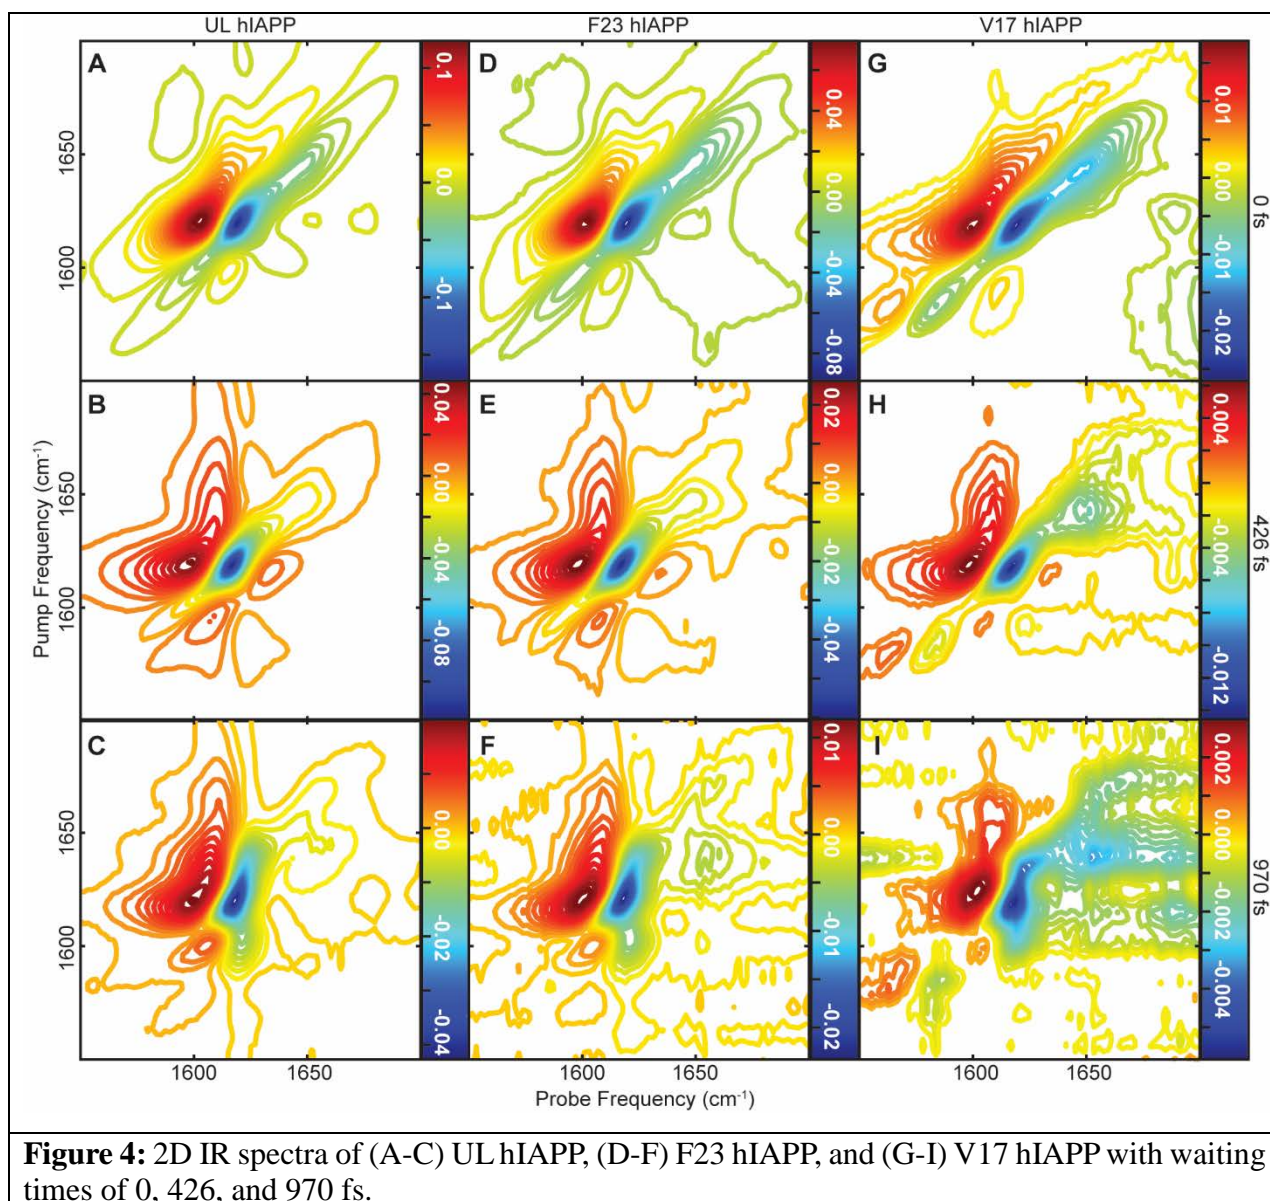 UL hIAPP F23 hIAPP V17 hIAPP
A D G
0.1 0.0 -0.1
0.04 0.00 -0.04 -0.08
0.01 0.00 -0.01 -0.01 -0.02
1650 1600
0 fs
B E H
0.04 0.00 -0.04 -0.08
0.02 0.00 -0.02 -0.04
0.004 -0.004 -0.004 -0.012
1650 1600
Pump Frequency (cm-1)
426 fs
C F I
0.00 -0.02 -0.04
0.01 0.00 -0.01 -0.02
0.002 0.000 -0.002 -0.002 -0.004
1650 1600
970 fs
1600 1650 1600 1650 1600 1650
Probe Frequency (cm-1)
Figure 4: 2D IR spectra of (A-C) UL hIAPP, (D-F) F23 hIAPP, and (G-I) V17 hIAPP with waiting
times of 0, 426, and 970 fs.